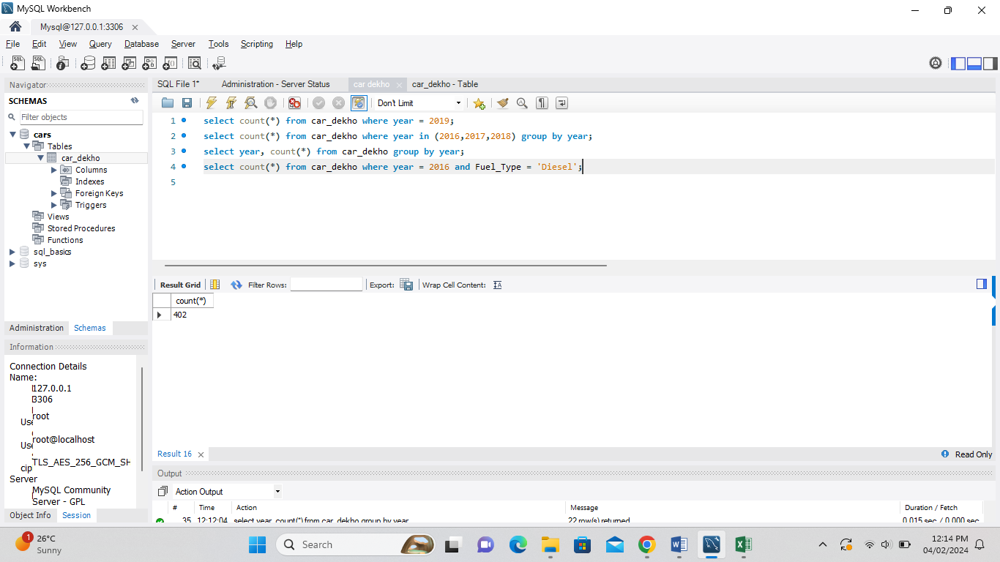 MySQL Workbench
Mysql@127.0.0.1:3306
File Edit View Query Database Server Tools Scripting Help
Navigator
SCHEMAS
Filter objects
cars
Tables
car_dekho
Columns
Indexes
Foreign Keys
Triggers
Views
Stored Procedures
Functions
sql_basics
sys
Administration Schemas
Information
Connection Details
Name:
127.0.0.1
3306
root
Use
root@localhost
Use
TLS_AES_256_GCM_SH
cip
Server
MySQL Community
Server - GPL
Object Info Session
SQL File 1* Administration - Server Status car dekho car_dekho - Table
Don't Limit
1 select count(*) from car_dekho where year = 2019;
2 select count(*) from car_dekho where year in (2016,2017,2018) group by year;
3 select year, count(*) from car_dekho group by year;
4 select count(*) from car_dekho where year = 2016 and Fuel_Type = 'Diesel';
5
Result Grid Filter Rows: Export: Wrap Cell Content:
count(*)
402
Result 16 Read Only
Output
Action Output
# Time Action Message Duration / Fetch
35 12:12:04 select year, count(*) from car_dekho group by year 22 row(s) returned 0.015 sec / 0.000 sec
1
26°C
Sunny
Search
12:14 PM
04/02/2024